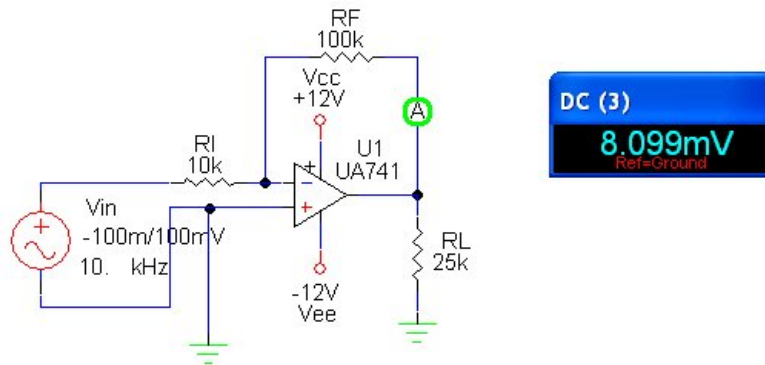 RF
100k
Vcc
+12V
A
DC (3)
8.099mV
Ref=Ground
RI
10k
U1
UA741
Vin
-100m/100mV
10. kHz
RL
25k
-12V
Vee